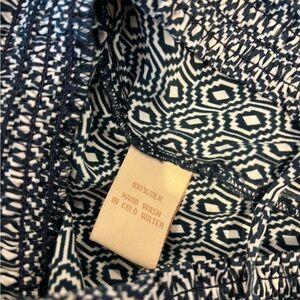 100% SILK
HAND WASH
IN COLD WATER